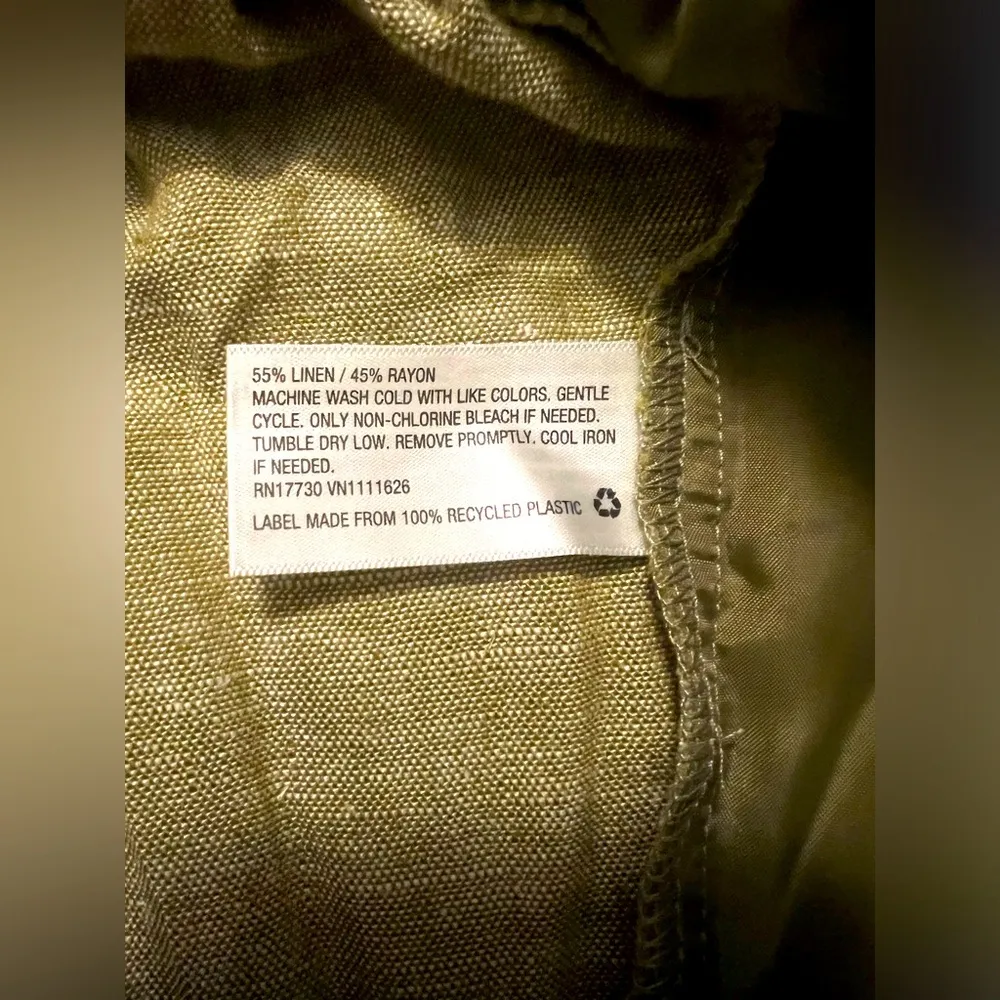 55% LINEN / 45% RAYON
MACHINE WASH COLD WITH LIKE COLORS. GENTLE
CYCLE. ONLY NON-CHLORINE BLEACH IF NEEDED.
TUMBLE DRY LOW. REMOVE PROMPTLY. COOL IRON
IF NEEDED.
RN17730 VN1111626
LABEL MADE FROM 100% RECYCLED PLASTIC